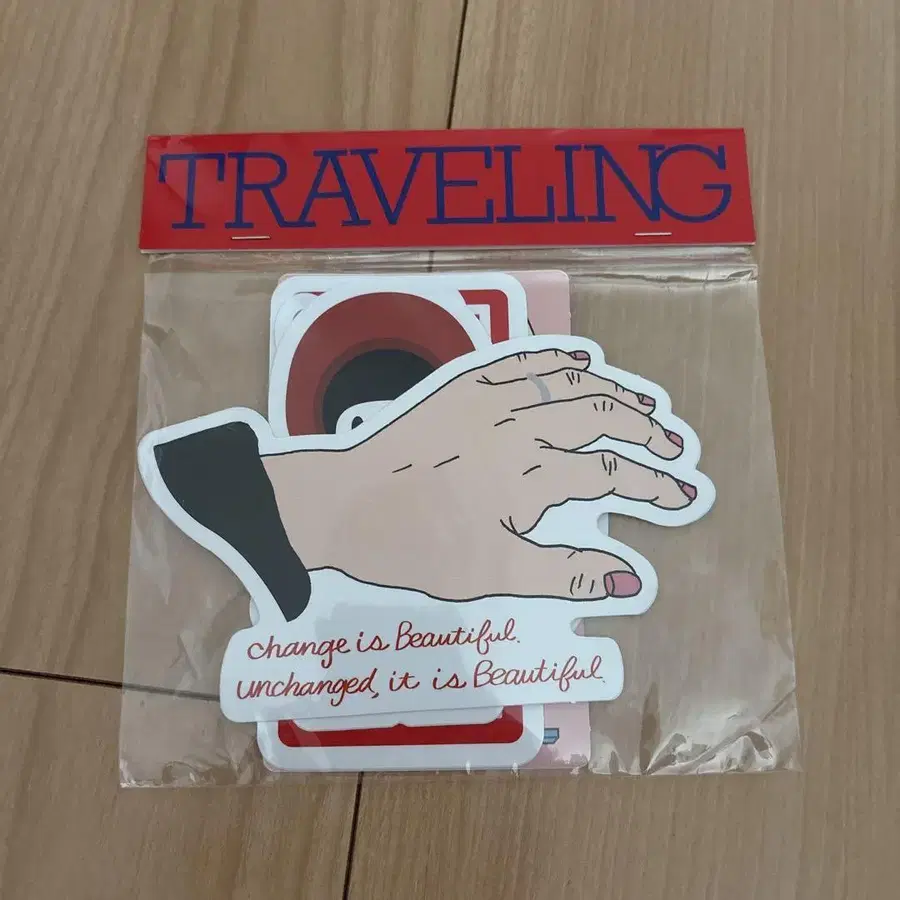 TRAVELING
change is Beautiful.
unchanged, it is Beautiful.